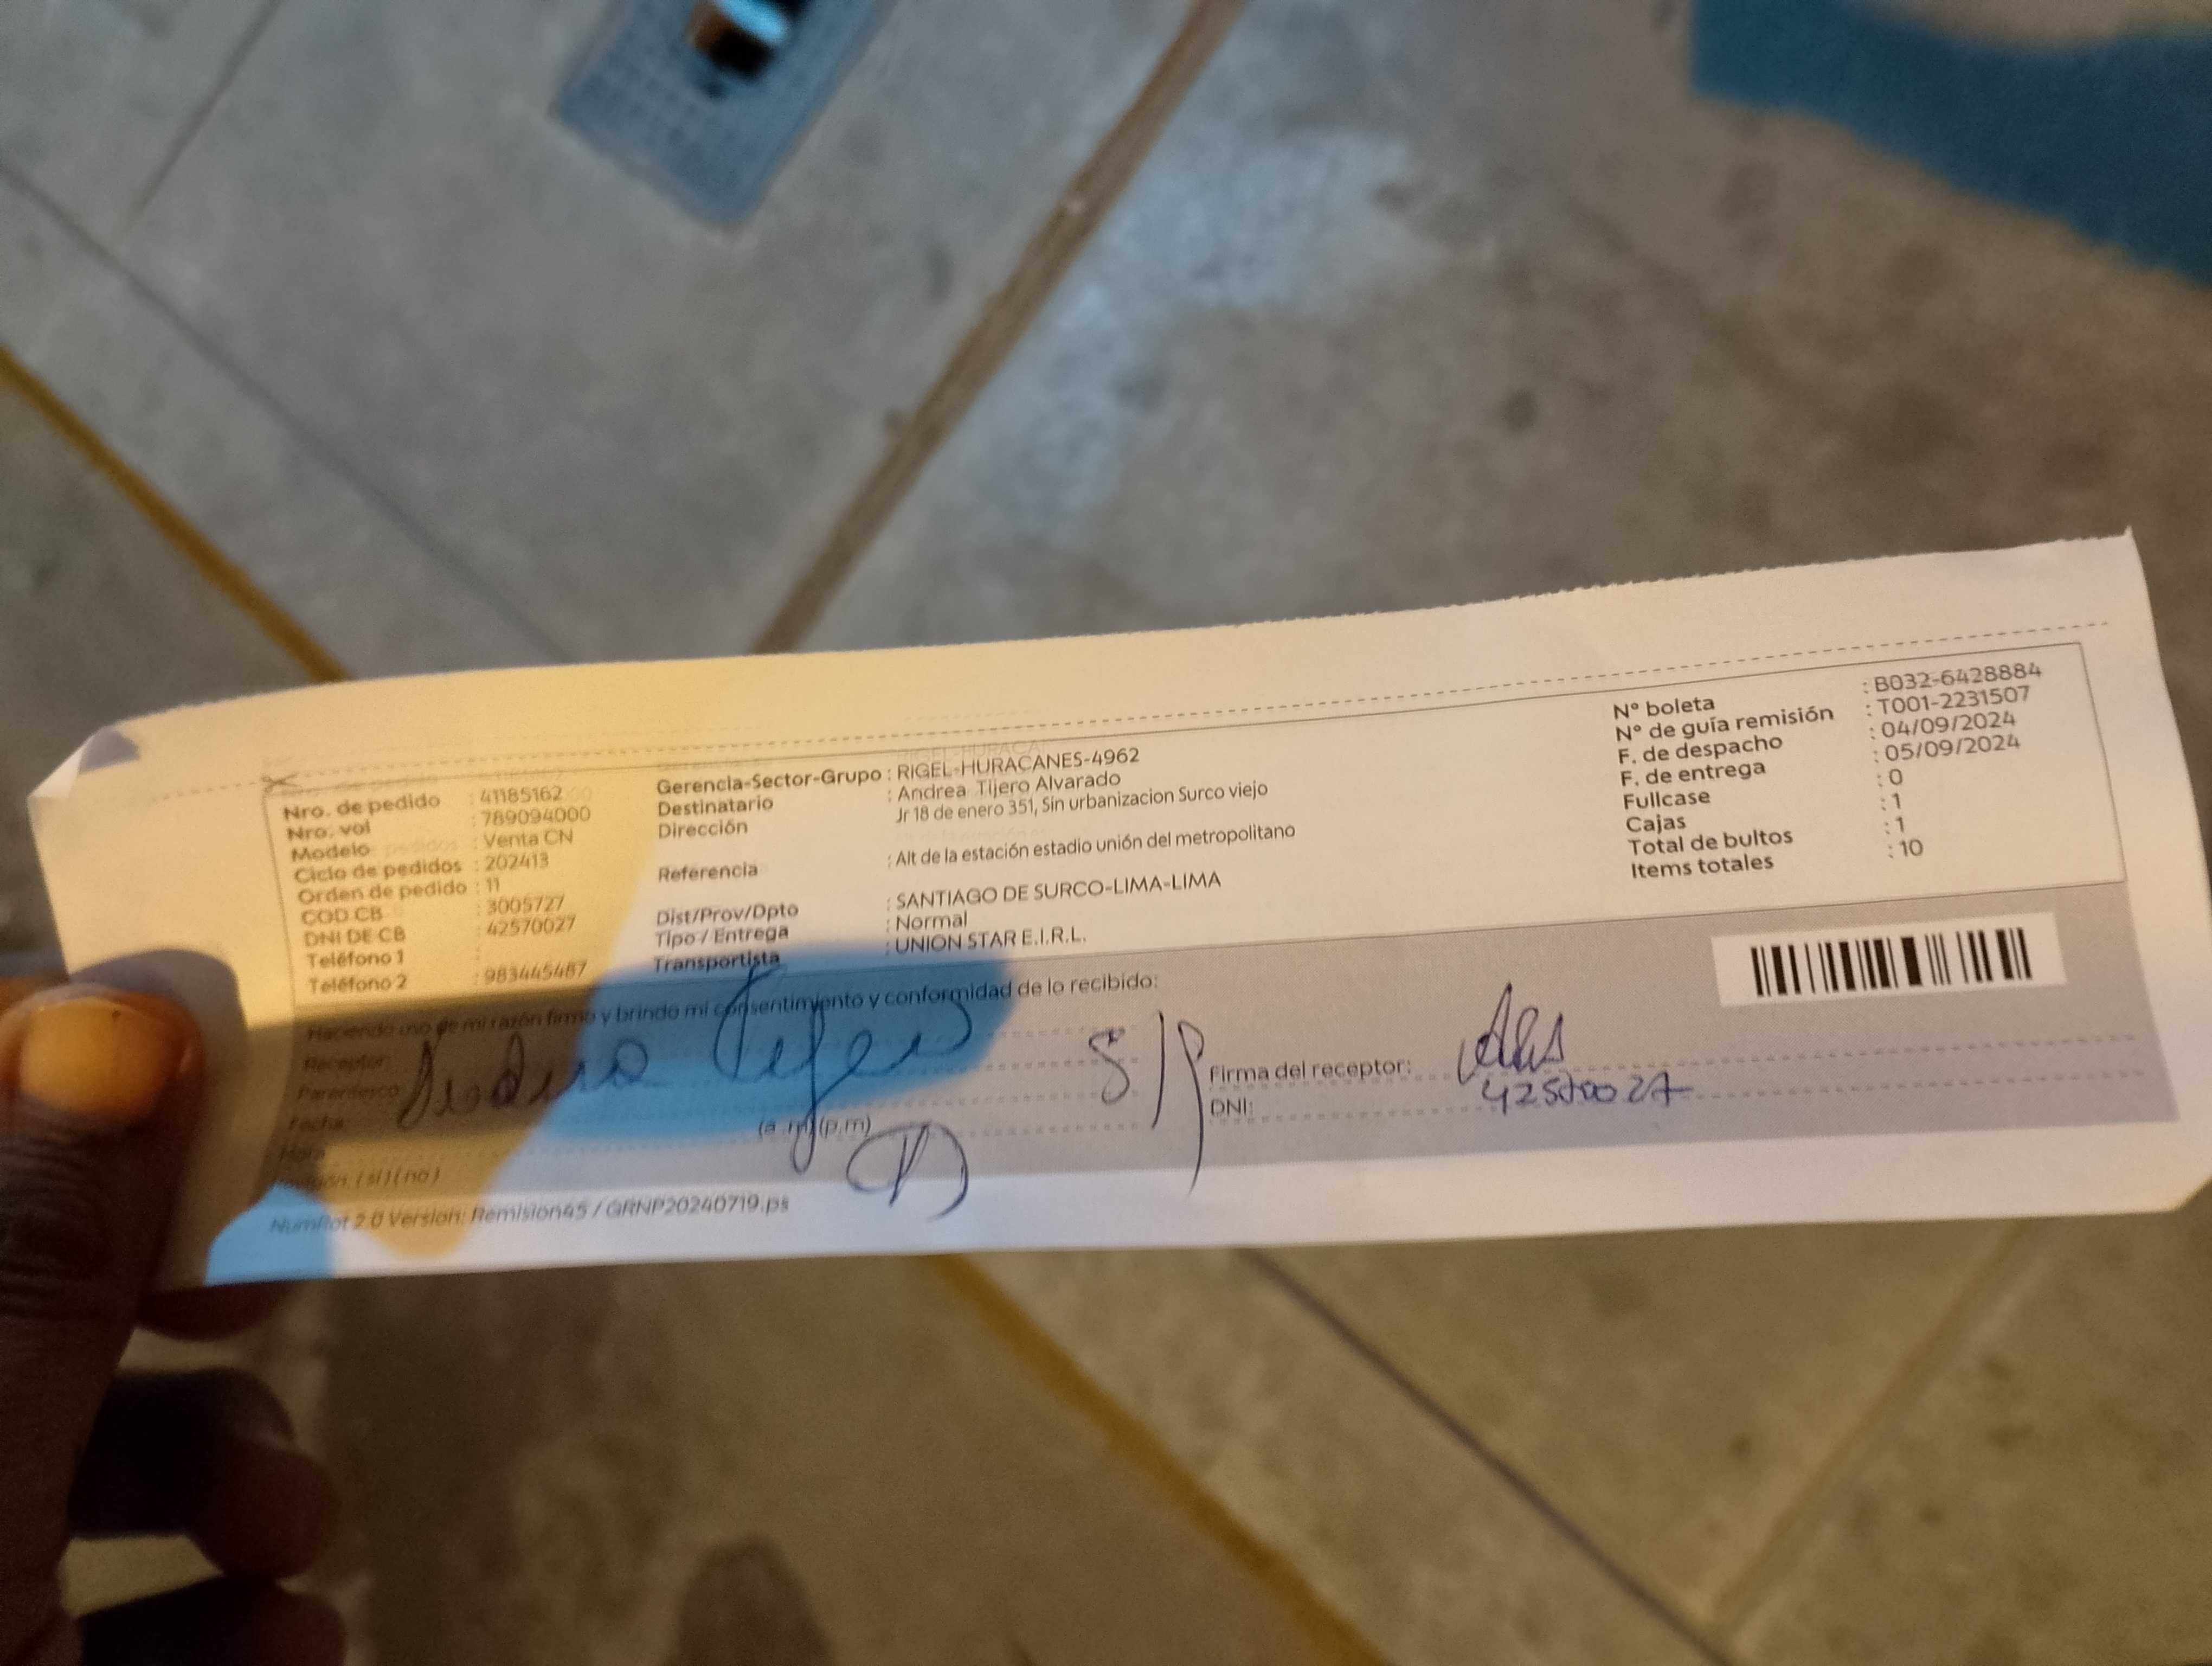 Nro. de pedido : 41185162
Nro. vol : 789094000
Modelo : Venta CN
Ciclo de pedidos : 202413
Orden de pedido : 11
COD CB : 3005727
DNI DE CB : 42570027
Teléfono 1 :
Teléfono 2 : 983445487
Gerencia-Sector-Grupo : RIGEL-HURACANES-4962
Destinatario : Andrea Tijero Alvarado
Dirección Jr 18 de enero 351, Sin urbanizacion Surco viejo
Referencia : Alt de la estación estadio unión del metropolitano
Dist/Prov/Dpto : SANTIAGO DE SURCO-LIMA-LIMA
Tipo / Entrega : Normal
Transportista : UNION STAR E.I.R.L.
N° boleta : B032-6428884
N° de guía remisión : T001-2231507
F. de despacho : 04/09/2024
F. de entrega : 05/09/2024
Fullcase : 0
Cajas : 1
Total de bultos : 1
Items totales : 10
Haciendo uso de mi razón firmo y brindo mi consentimiento y conformidad de lo recibido:
Receptor
Parentesco
Fecha
Hora (a.m) (p.m)
(si) (no)
Firma del receptor:
DNI: 42570027
NumRot 2.0 Version: Remision45 / GRNP20240719.ps